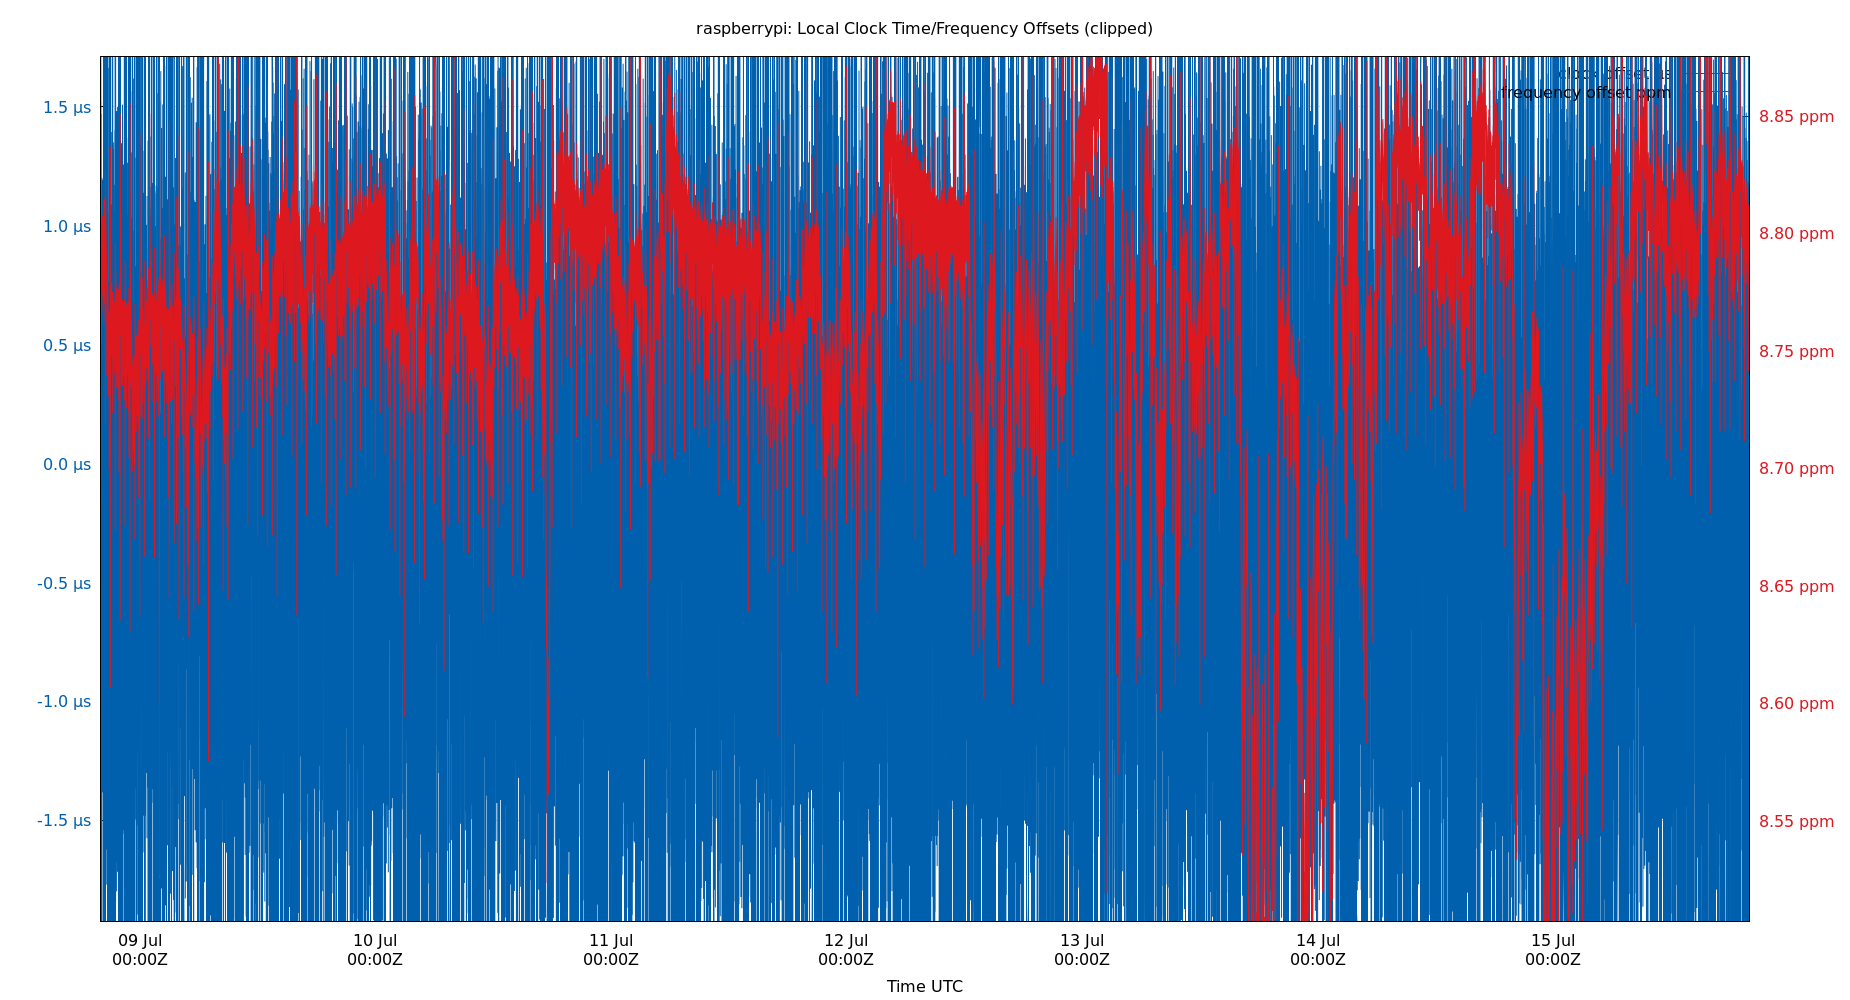 raspberrypi: Local Clock Time/Frequency Offsets (clipped)
clock offset µs
frequency offset ppm
1.5 µs
1.0 µs
0.5 µs
0.0 µs
-0.5 µs
-1.0 µs
-1.5 µs
8.85 ppm
8.80 ppm
8.75 ppm
8.70 ppm
8.65 ppm
8.60 ppm
8.55 ppm
09 Jul 10 Jul 11 Jul 12 Jul 13 Jul 14 Jul 15 Jul
00:00Z 00:00Z 00:00Z 00:00Z 00:00Z 00:00Z 00:00Z
Time UTC